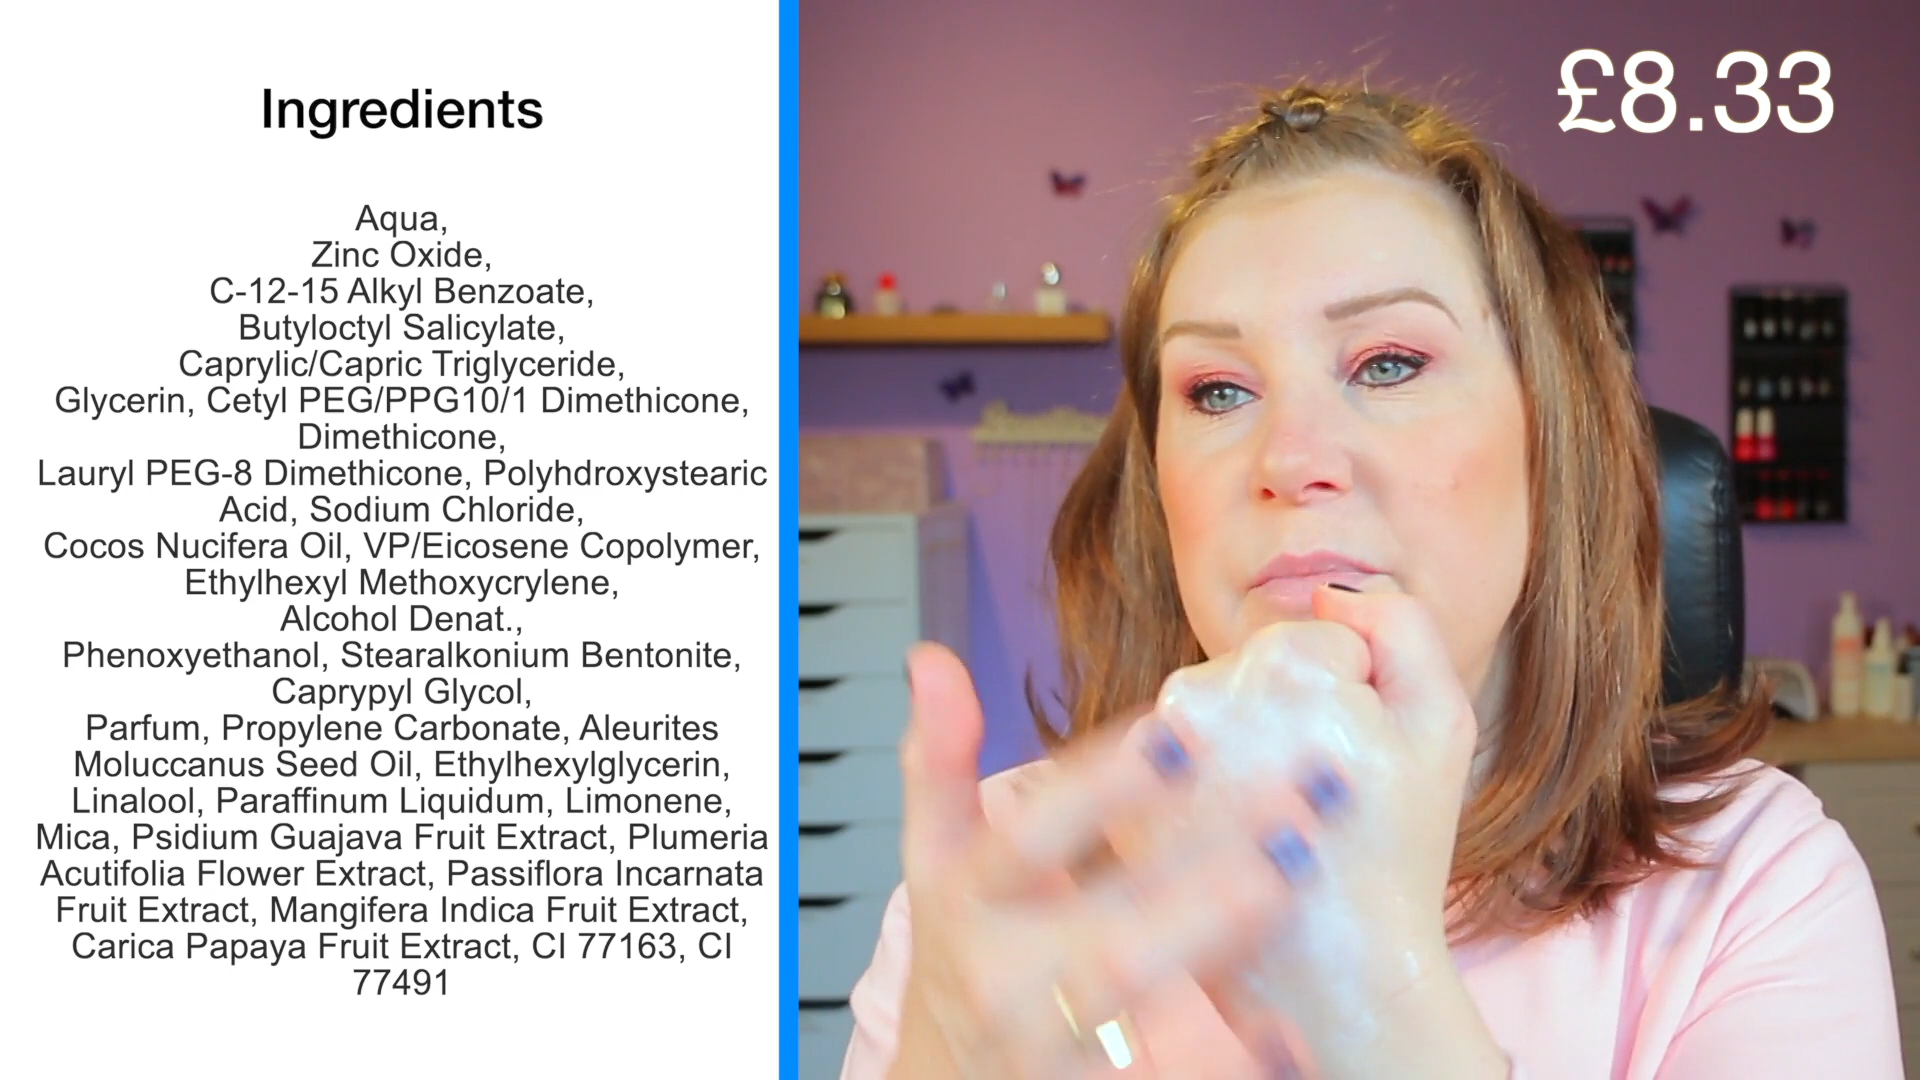 Ingredients
Aqua,
Zinc Oxide,
C-12-15 Alkyl Benzoate,
Butyloctyl Salicylate,
Caprylic/Capric Triglyceride,
Glycerin, Cetyl PEG/PPG10/1 Dimethicone,
Dimethicone,
Lauryl PEG-8 Dimethicone, Polyhdroxystearic
Acid, Sodium Chloride,
Cocos Nucifera Oil, VP/Eicosene Copolymer,
Ethylhexyl Methoxycrylene,
Alcohol Denat.,
Phenoxyethanol, Stearalkonium Bentonite,
Caprypyl Glycol,
Parfum, Propylene Carbonate, Aleurites
Moluccanus Seed Oil, Ethylhexylglycerin,
Linalool, Paraffinum Liquidum, Limonene,
Mica, Psidium Guajava Fruit Extract, Plumeria
Acutifolia Flower Extract, Passiflora Incarnata
Fruit Extract, Mangifera Indica Fruit Extract,
Carica Papaya Fruit Extract, CI 77163, CI
77491
£8.33